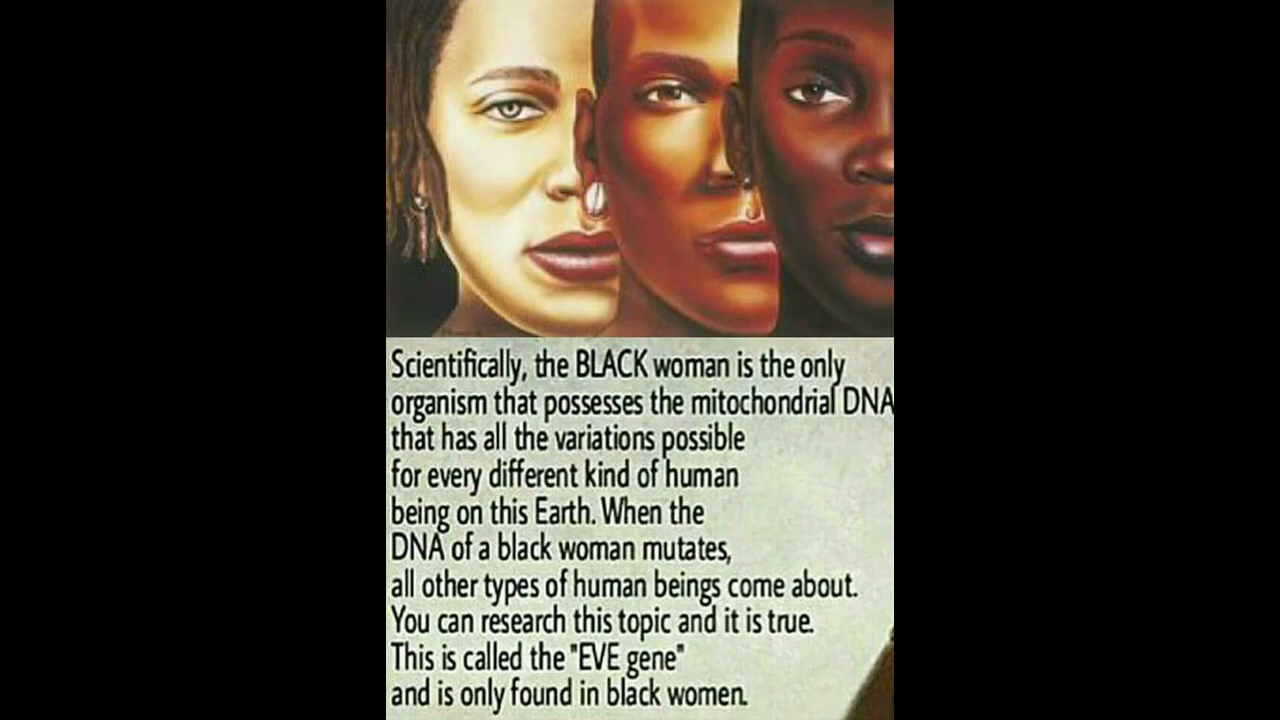 Scientifically, the BLACK woman is the only
organism that possesses the mitochondrial DNA
that has all the variations possible
for every different kind of human
being on this Earth. When the
DNA of a black woman mutates,
all other types of human beings come about.
You can research this topic and it is true.
This is called the "EVE gene"
and is only found in black women.